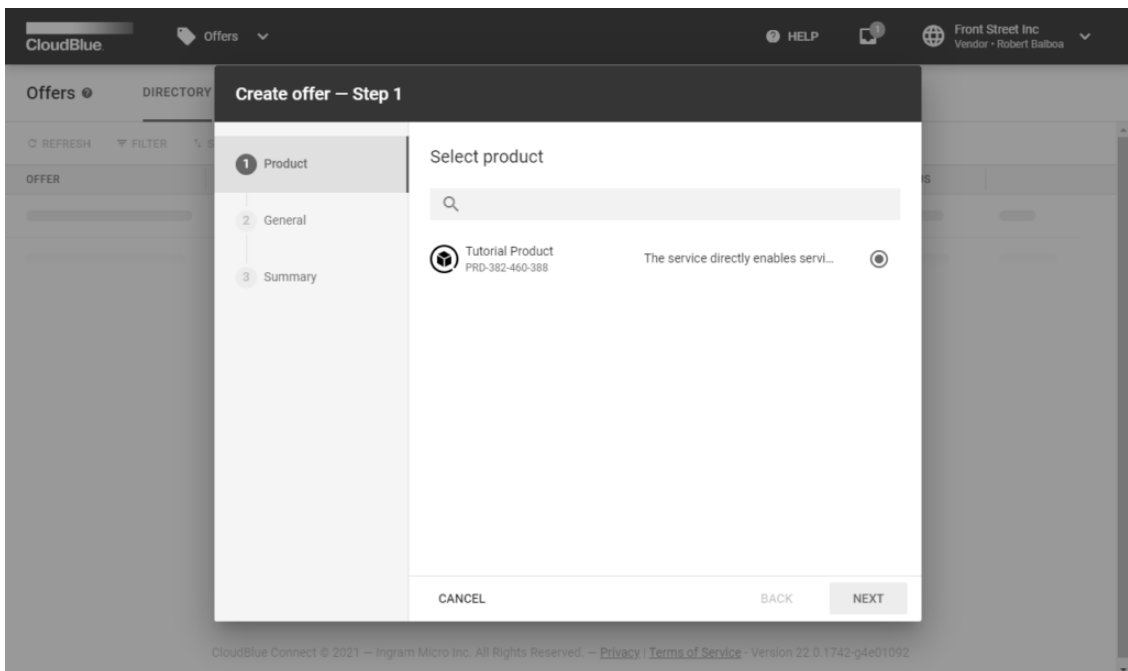 CloudBlue
Offers
HELP
1
Front Street Inc
Vendor • Robert Balboa
Offers
DIRECTORY
REFRESH
FILTER
OFFER
Create offer — Step 1
1 Product
2 General
3 Summary
Select product
Tutorial Product
PRD-382-460-388
The service directly enables servi...
CANCEL
BACK
NEXT
CloudBlue Connect © 2021 — Ingram Micro Inc. All Rights Reserved. — Privacy | Terms of Service - Version 22.0.1742-g4e01092